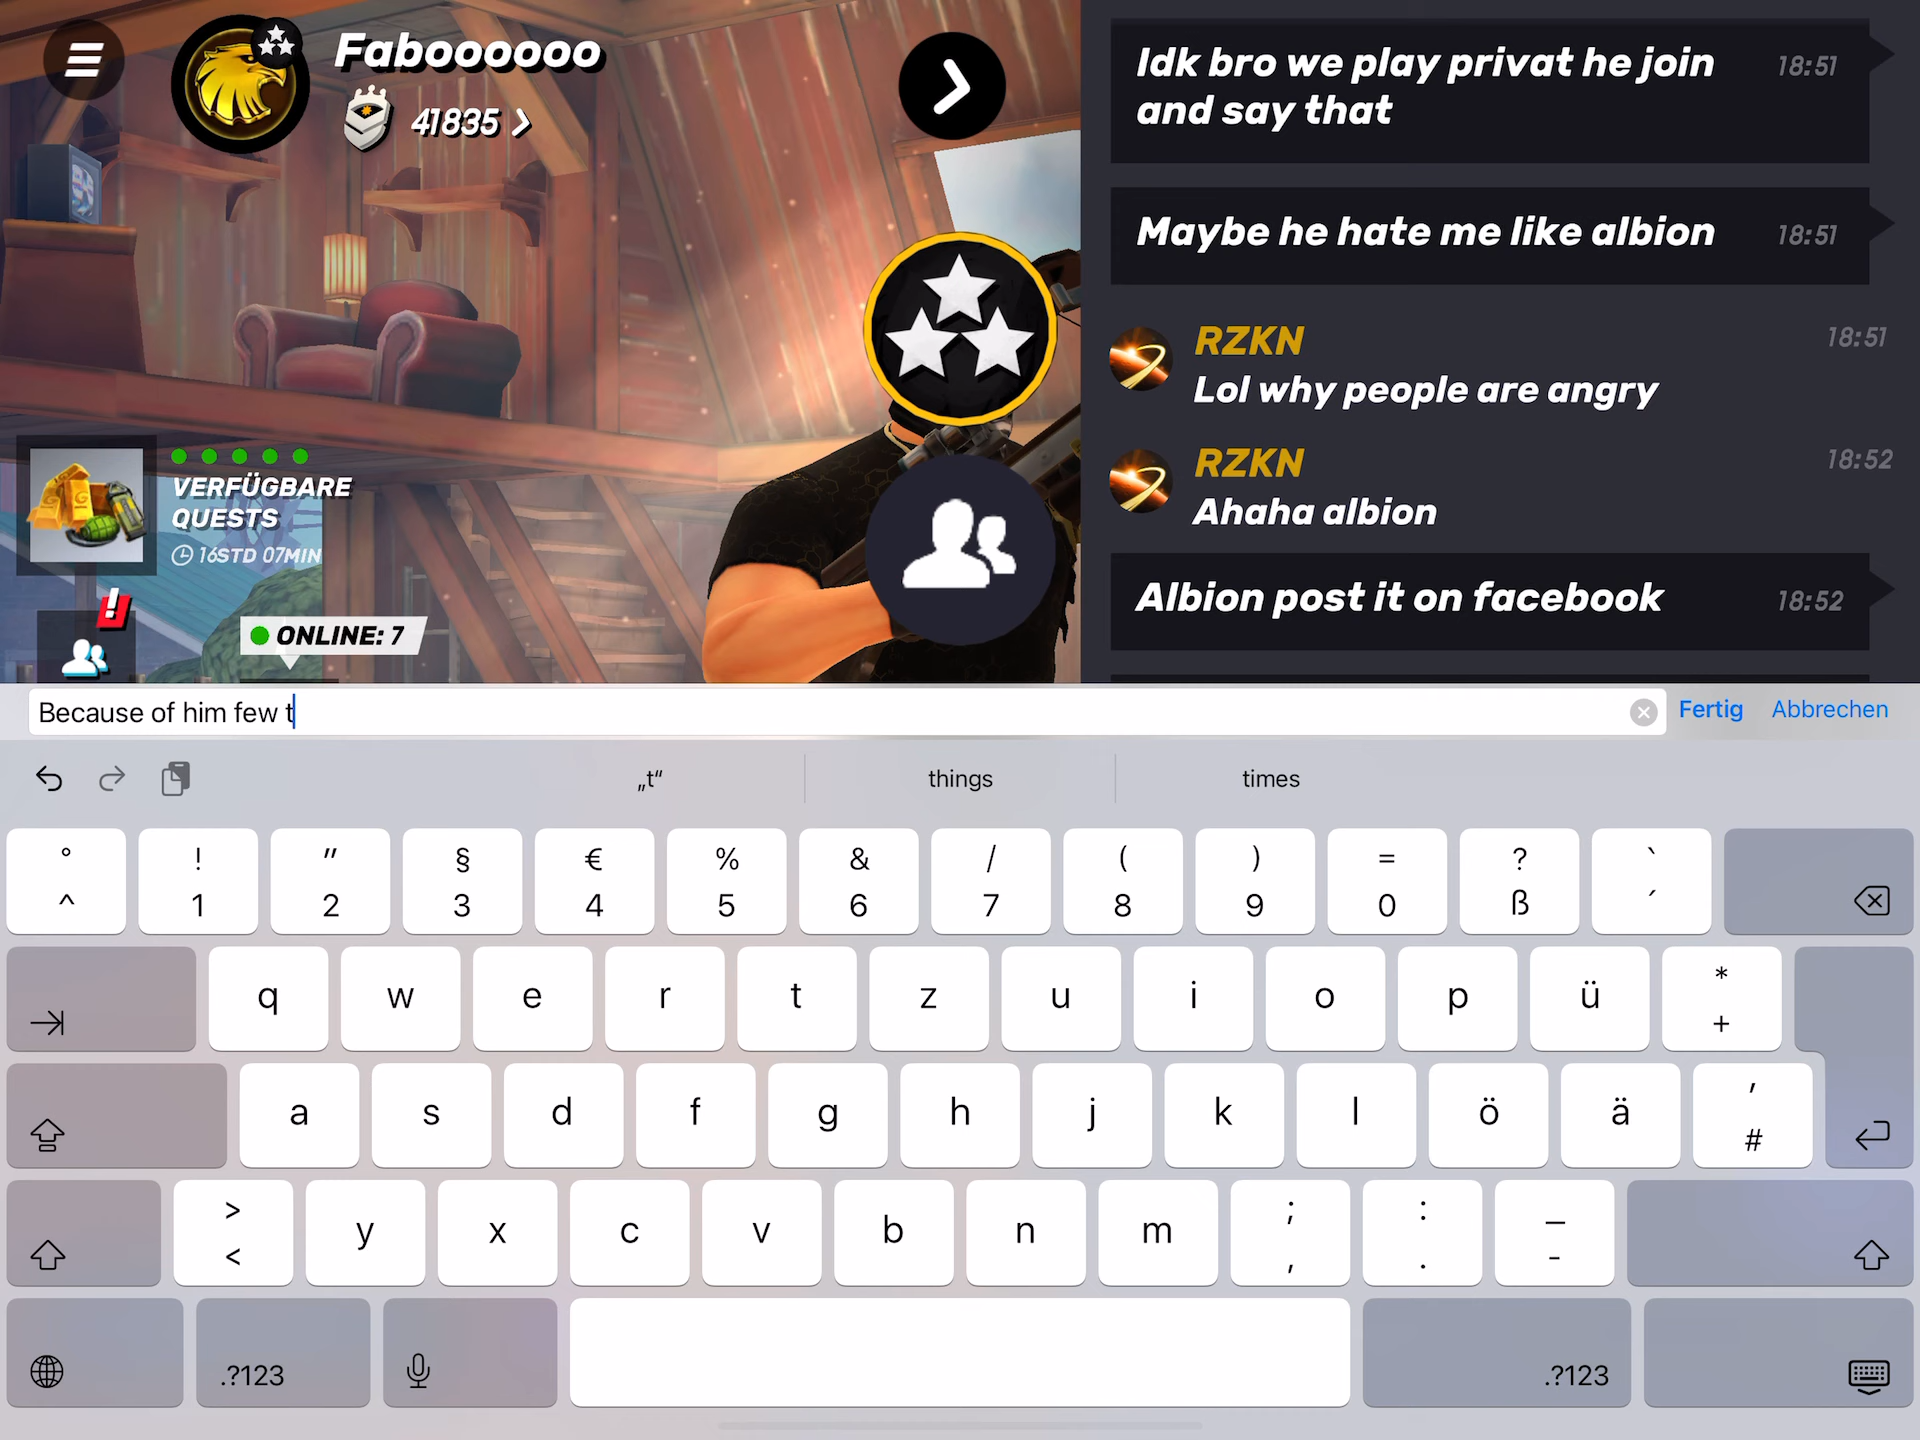 Faboooooo
41835
VERFÜGBARE
QUESTS
16STD 07MIN
!
ONLINE: 7
Idk bro we play privat he join 18:51
and say that
Maybe he hate me like albion 18:51
RZKN 18:51
Lol why people are angry
RZKN 18:52
Ahaha albion
Albion post it on facebook 18:52
Because of him few t
Fertig Abbrechen
„t“ things times
° ! " § € % & / ( ) = ? `
^ 1 2 3 4 5 6 7 8 9 0 ß ´
q w e r t z u i o p ü * +
a s d f g h j k l ö ä ' #
> < y x c v b n m ; , : . _ -
.?123 .?123